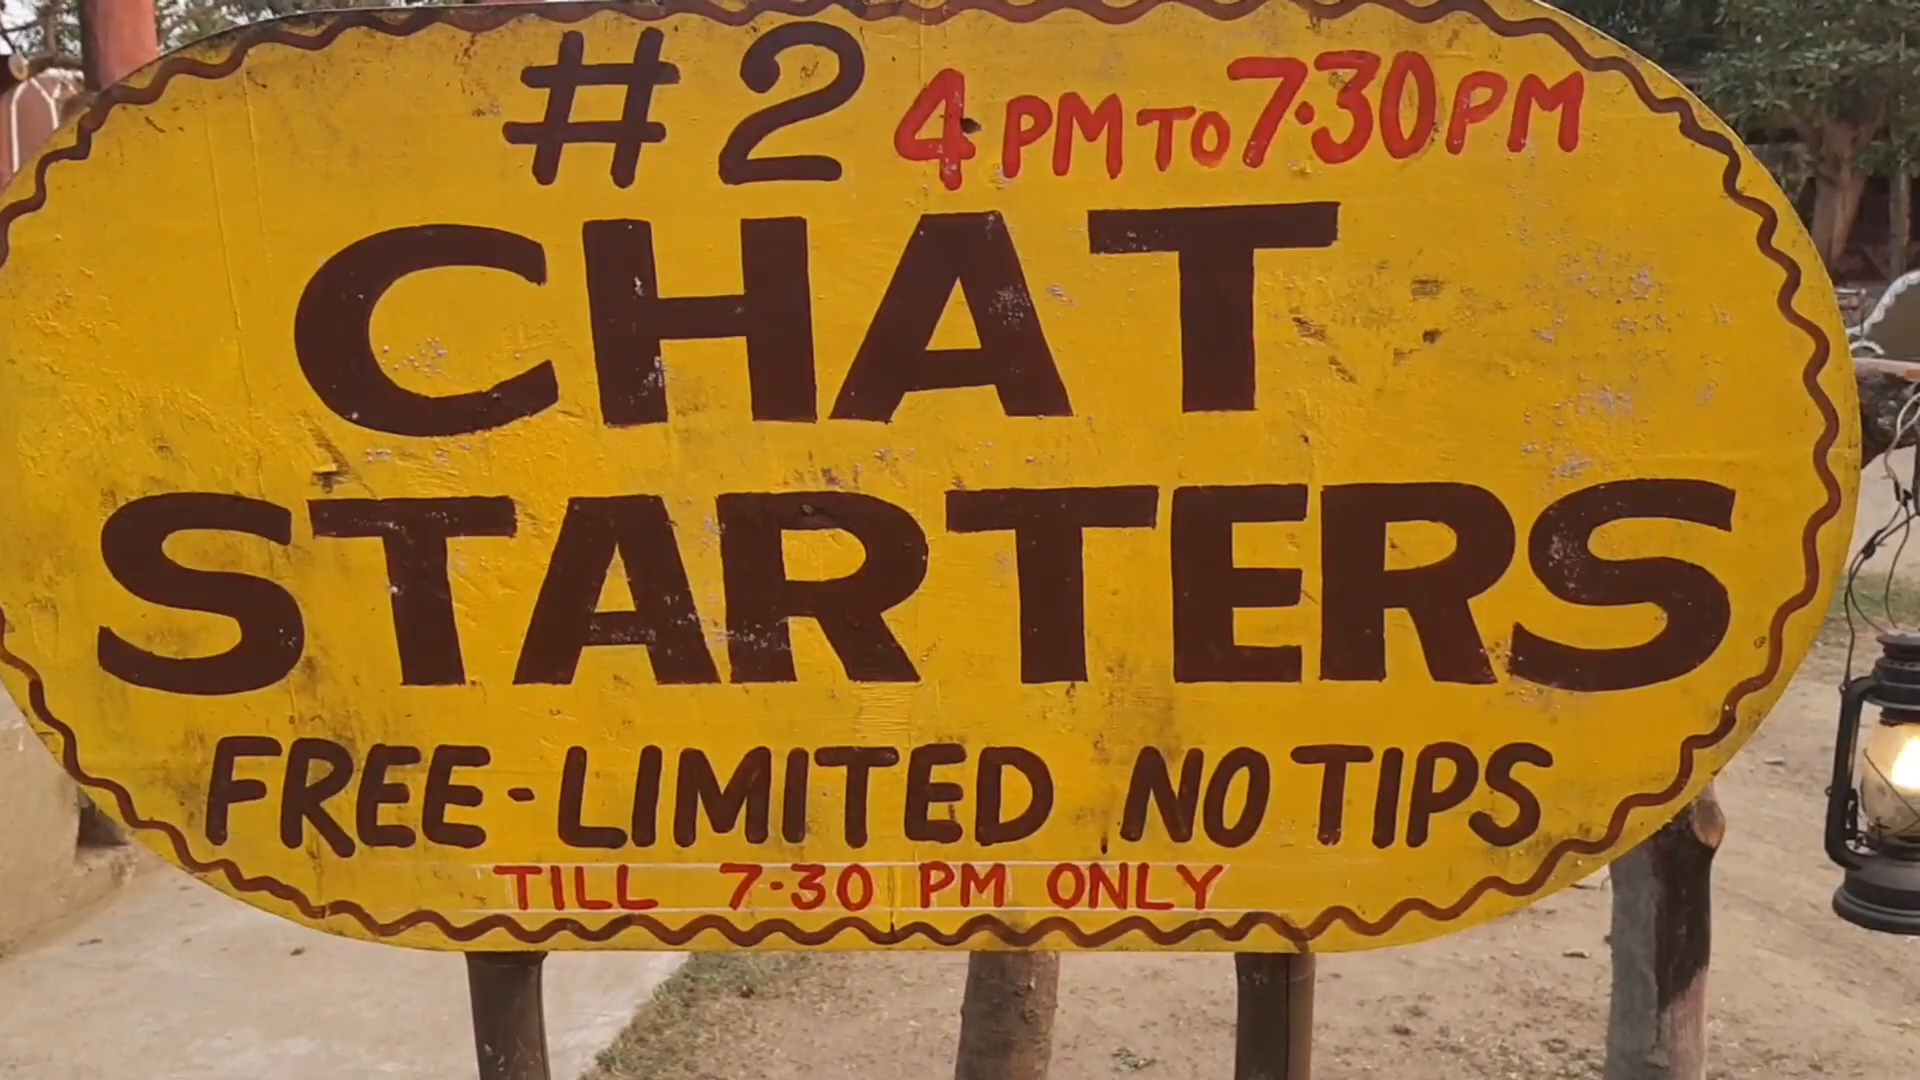 #2 4 PM TO 7·30 PM
CHAT
STARTERS
FREE-LIMITED NO TIPS
TILL 7·30 PM ONLY